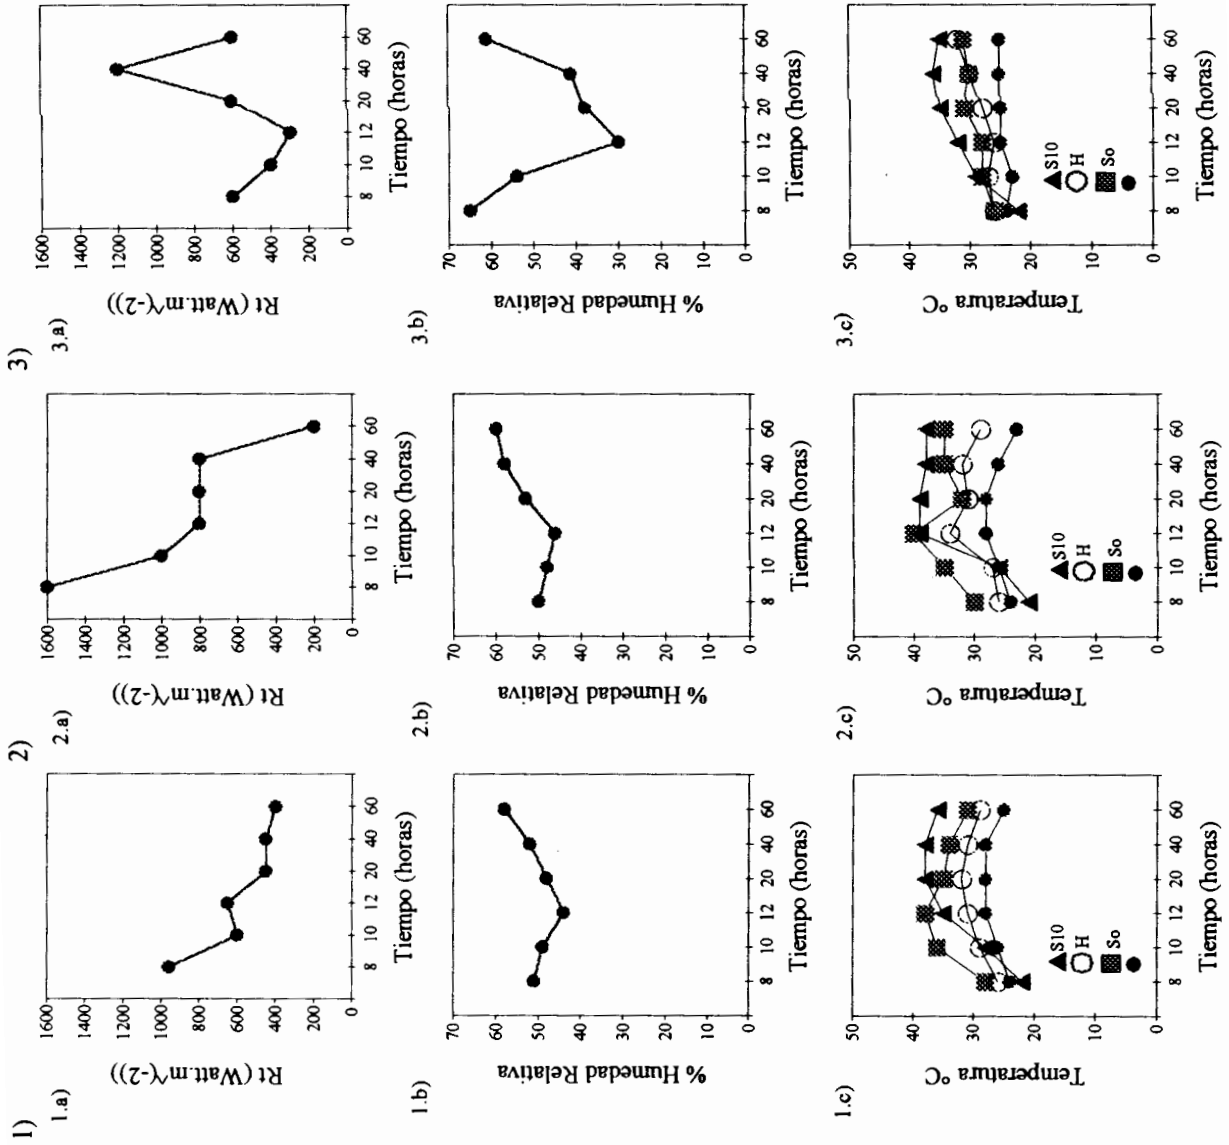 1)
1.a)
Rt (Watt.m^(-2))
1600
1400
1200
1000
800
600
400
200
0
8 10 12 20 40 60
Tiempo (horas)
1.b)
% Humedad Relativa
70
60
50
40
30
20
10
0
8 10 12 20 40 60
Tiempo (horas)
1.c)
Temperatura °C
50
40
30
20
10
0
S10
H
So
8 10 12 20 40 60
Tiempo (horas)
2)
2.a)
Rt (Watt.m^(-2))
1600
1400
1200
1000
800
600
400
200
0
8 10 12 20 40 60
Tiempo (horas)
2.b)
% Humedad Relativa
70
60
50
40
30
20
10
0
8 10 12 20 40 60
Tiempo (horas)
2.c)
Temperatura °C
50
40
30
20
10
0
S10
H
So
8 10 12 20 40 60
Tiempo (horas)
3)
3.a)
Rt (Watt.m^(-2))
1600
1400
1200
1000
800
600
400
200
0
8 10 12 20 40 60
Tiempo (horas)
3.b)
% Humedad Relativa
70
60
50
40
30
20
10
0
8 10 12 20 40 60
Tiempo (horas)
3.c)
Temperatura °C
50
40
30
20
10
0
S10
H
So
8 10 12 20 40 60
Tiempo (horas)